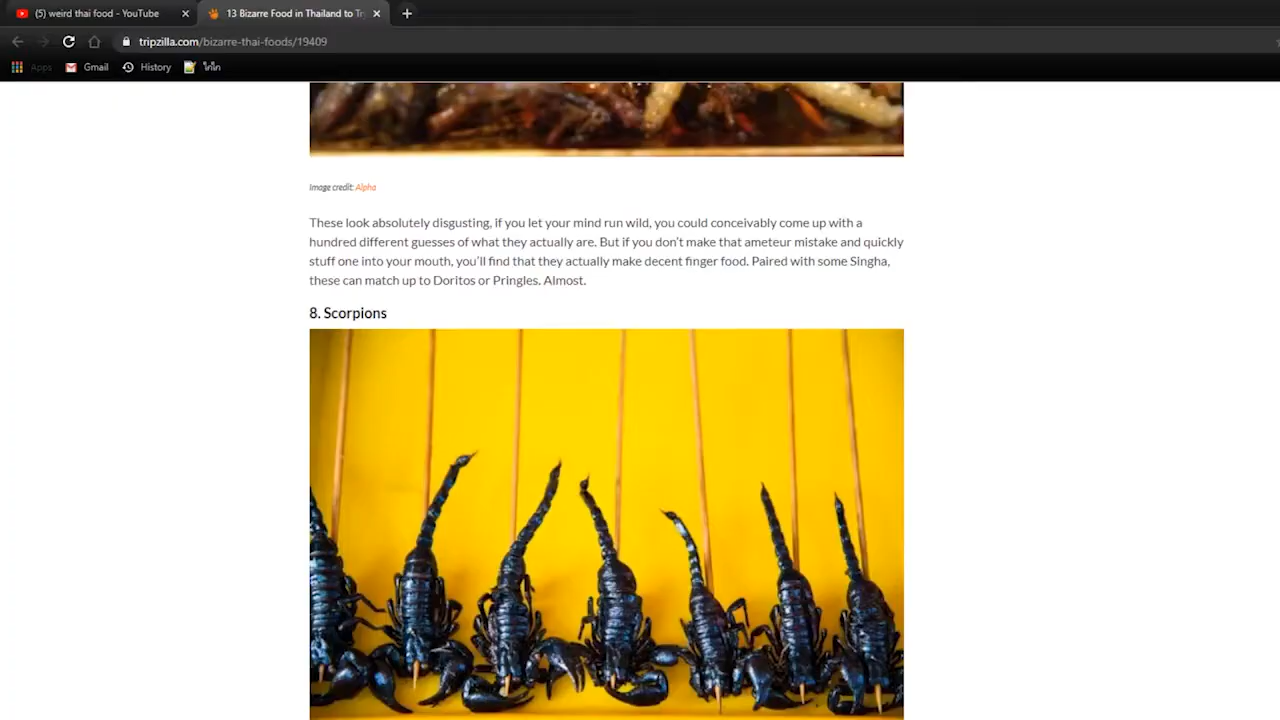 (5) weird thai food - YouTube
13 Bizarre Food in Thailand to Tr
tripzilla.com/bizarre-thai-foods/19409
Apps
Gmail
History
Image credit: Alpha
These look absolutely disgusting, if you let your mind run wild, you could conceivably come up with a
hundred different guesses of what they actually are. But if you don't make that ameteur mistake and quickly
stuff one into your mouth, you'll find that they actually make decent finger food. Paired with some Singha,
these can match up to Doritos or Pringles. Almost.
8. Scorpions